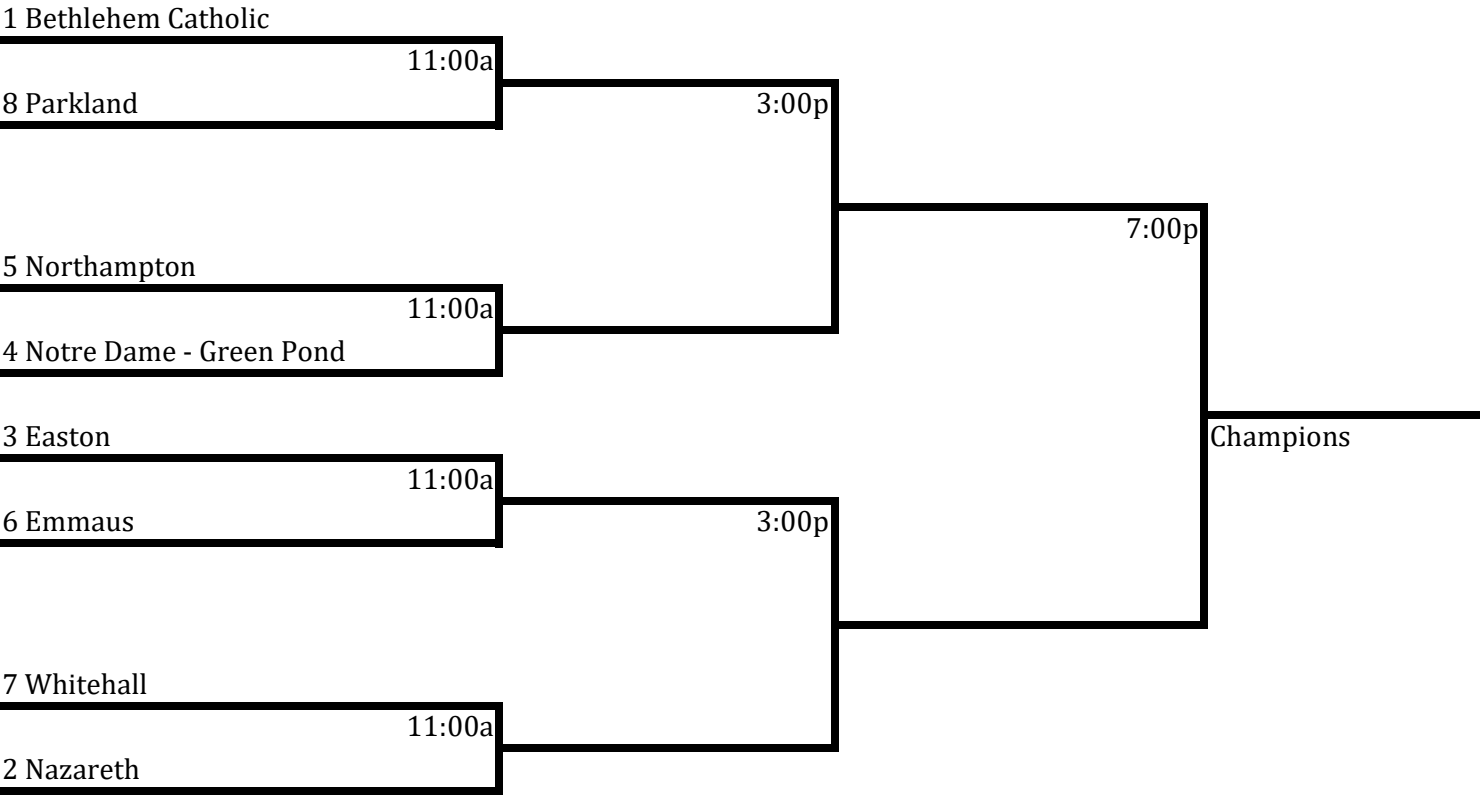 1 Bethlehem Catholic
11:00a
8 Parkland
3:00p
7:00p
5 Northampton
11:00a
4 Notre Dame - Green Pond
3 Easton
Champions
11:00a
6 Emmaus
3:00p
7 Whitehall
11:00a
2 Nazareth